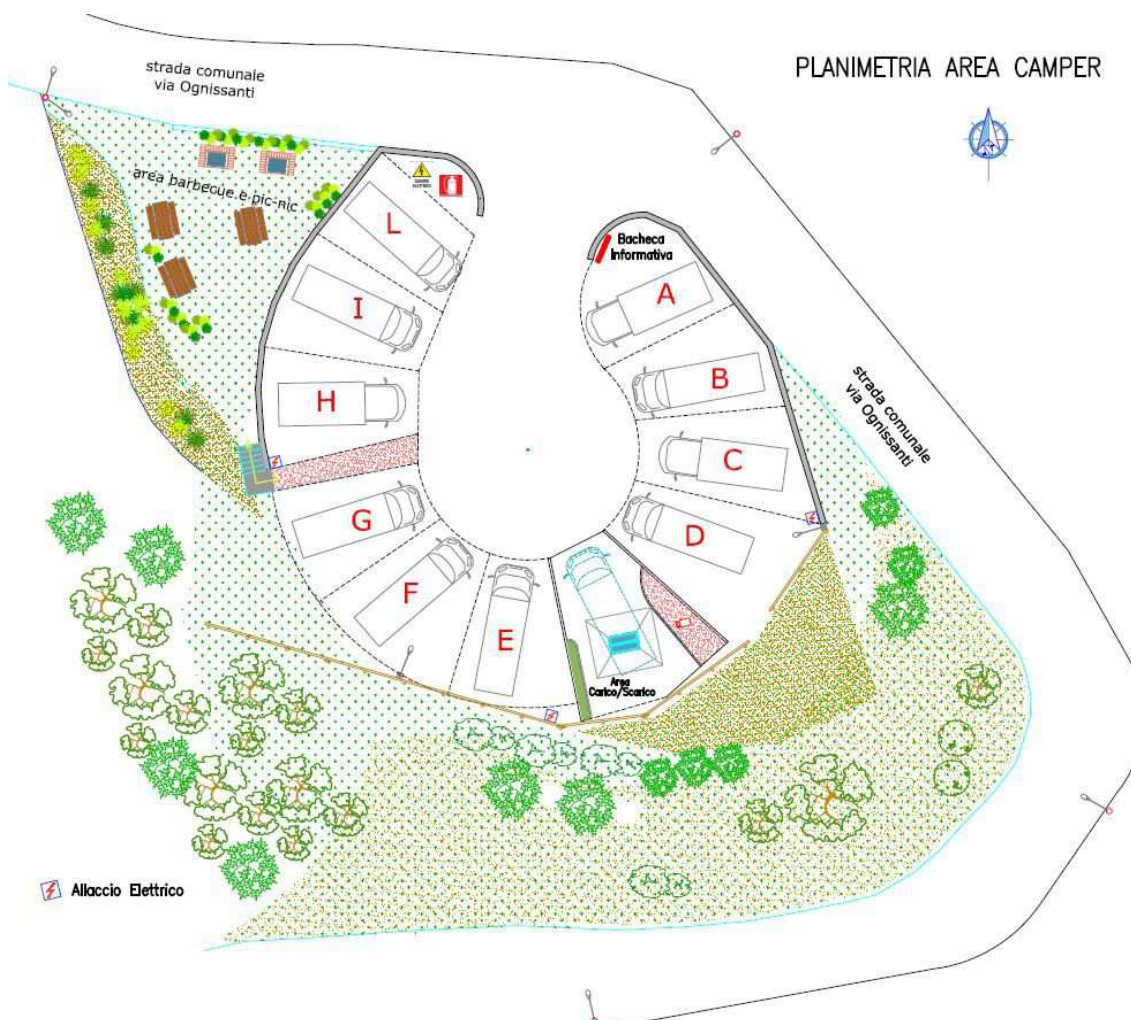 PLANIMETRIA AREA CAMPER
strada comunale
via Ognissanti
area barbecue e pic-nic
L
Bacheca
Informativa
A
I
B
H
strada comunale
via Ognissanti
C
G
D
F
E
Area
Carico/Scarico
Allaccio Elettrico